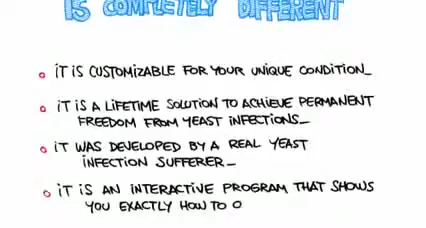 IS COMPLETELY DIFFERENT
IT IS CUSTOMIZABLE FOR YOUR UNIQUE CONDITION_
IT IS A LIFETIME SOLUTION TO ACHIEVE PERMANENT
FREEDOM FROM YEAST INFECTIONS_
IT WAS DEVELOPED BY A REAL YEAST
INFECTION SUFFERER_
IT IS AN INTERACTIVE PROGRAM THAT SHOWS
YOU EXACTLY HOW TO O